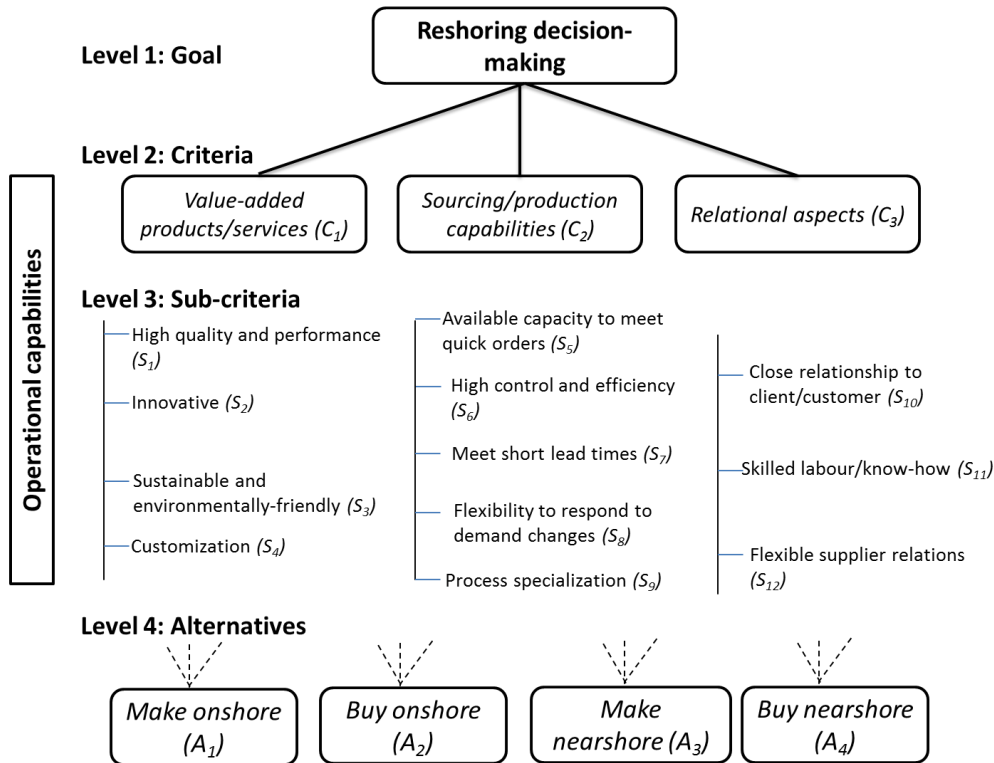 Reshoring decision-
making
Level 1: Goal
Level 2: Criteria
Value-added
products/services (C1)
Sourcing/production
capabilities (C2)
Relational aspects (C3)
Operational capabilities
Level 3: Sub-criteria
High quality and performance
(S1)
Innovative (S2)
Sustainable and
environmentally-friendly (S3)
Customization (S4)
Available capacity to meet
quick orders (S5)
High control and efficiency
(S6)
Meet short lead times (S7)
Flexibility to respond to
demand changes (S8)
Process specialization (S9)
Close relationship to
client/customer (S10)
Skilled labour/know-how (S11)
Flexible supplier relations
(S12)
Level 4: Alternatives
Make onshore
(A1)
Buy onshore
(A2)
Make
nearshore (A3)
Buy nearshore
(A4)